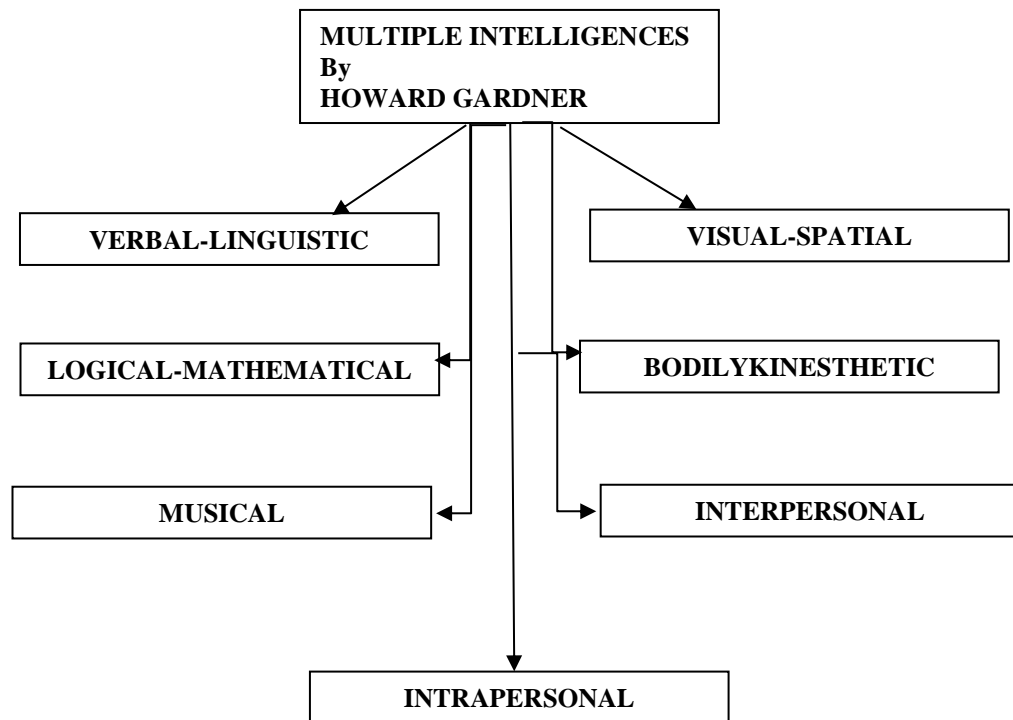 MULTIPLE INTELLIGENCES
By
HOWARD GARDNER
VERBAL-LINGUISTIC
VISUAL-SPATIAL
LOGICAL-MATHEMATICAL
BODILYKINESTHETIC
MUSICAL
INTERPERSONAL
INTRAPERSONAL